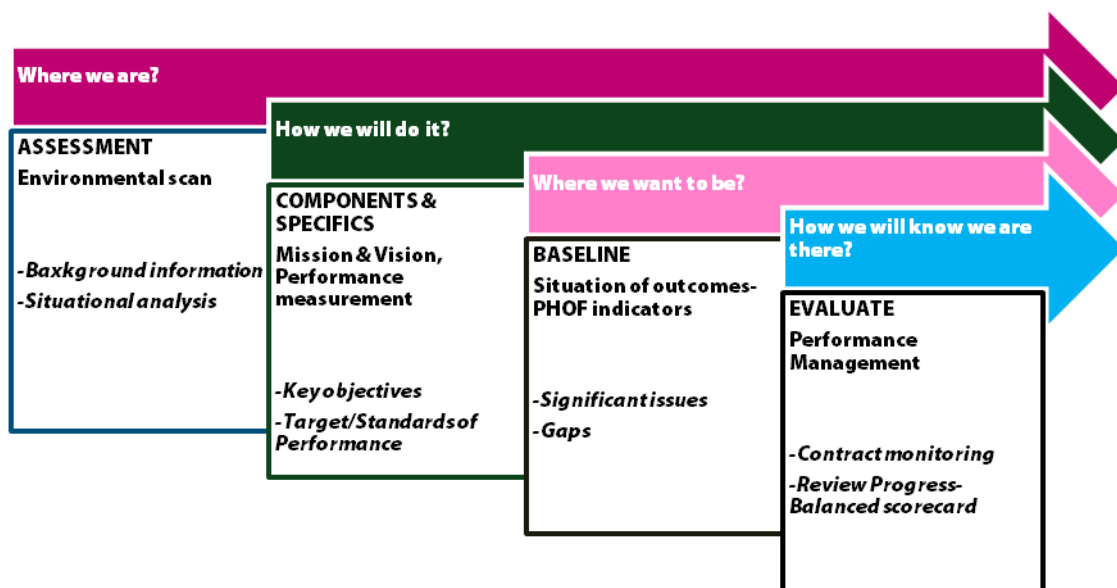 Where we are?
ASSESSMENT
Environmental scan
-Baxkground information
-Situational analysis
How we will do it?
COMPONENTS &
SPECIFICS
Mission & Vision,
Performance
measurement
-Key objectives
-Target/Standards of
Performance
Where we want to be?
BASELINE
Situation of outcomes-
PHOF indicators
-Significant issues
-Gaps
How we will know we are
there?
EVALUATE
Performance
Management
-Contract monitoring
-Review Progress-
Balanced scorecard